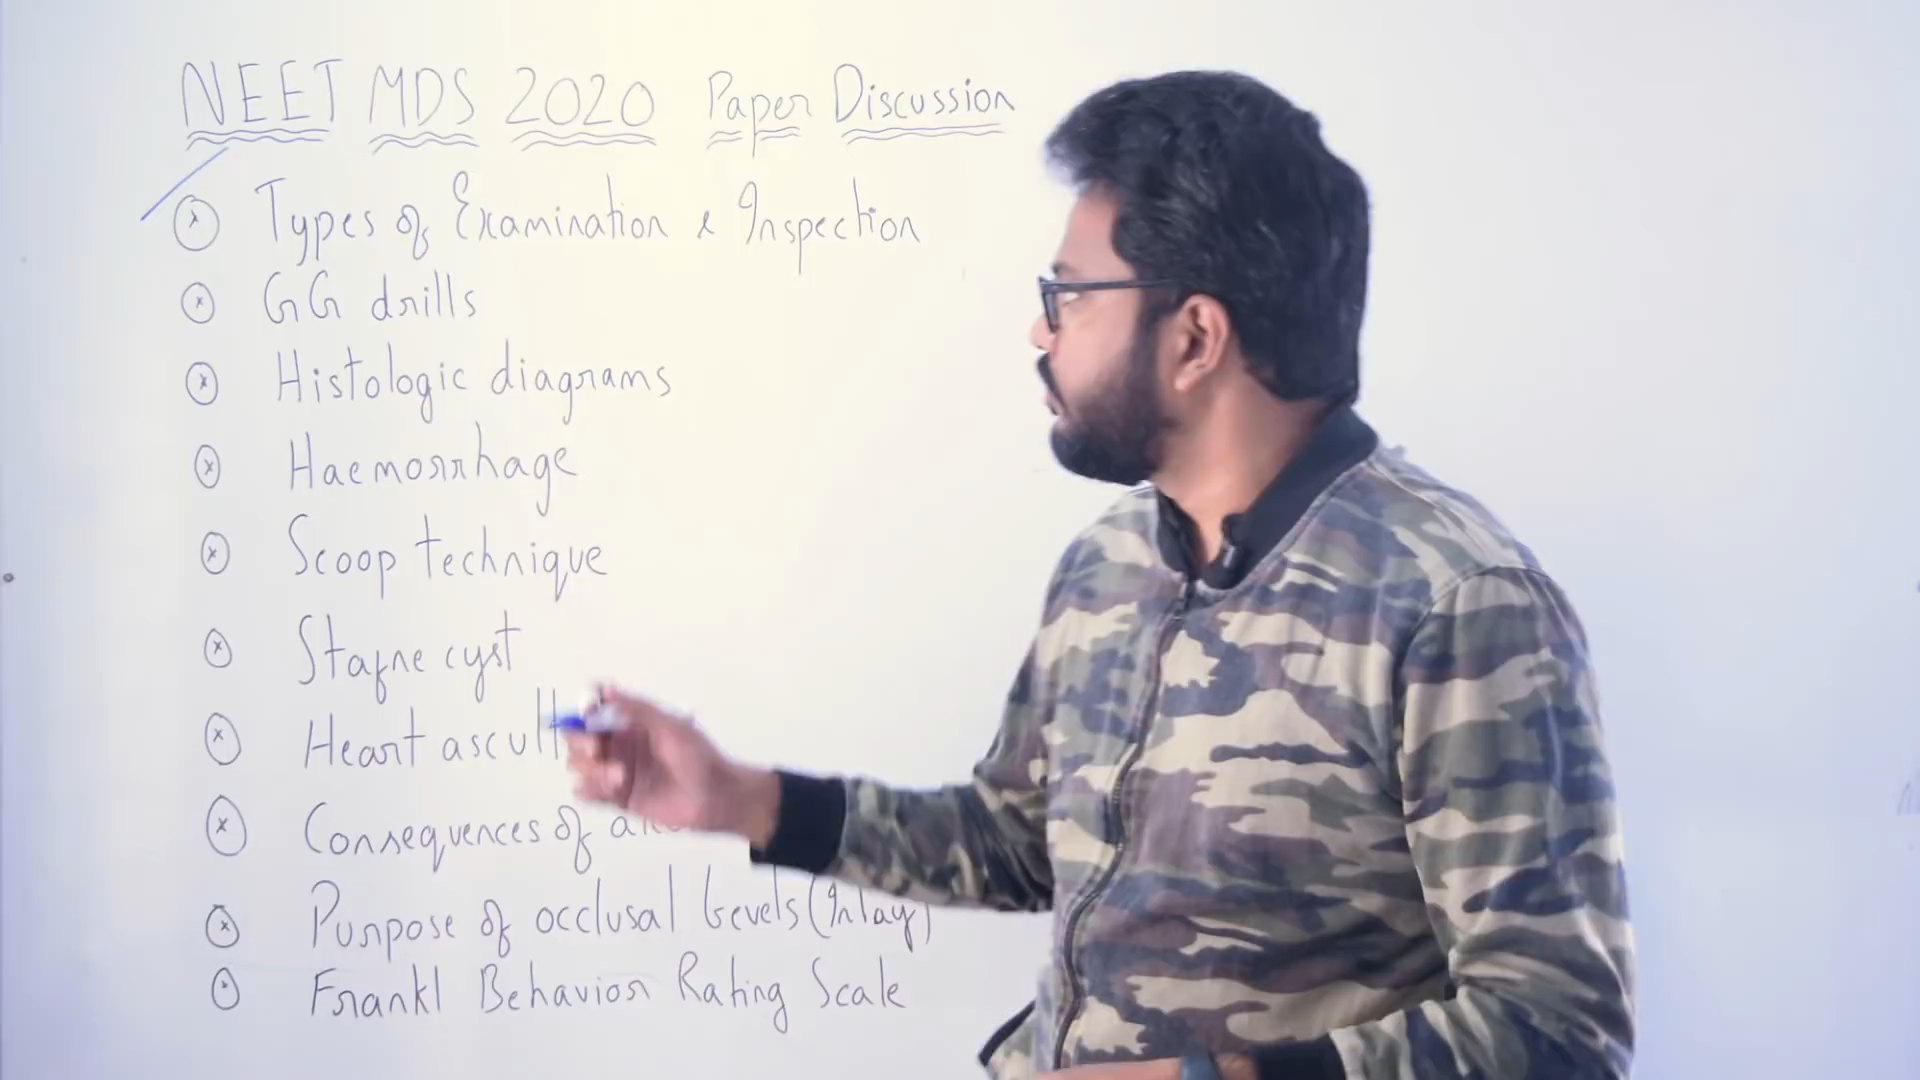 NEET MDS 2020 Paper Discussion
Types of Examination & Inspection
GG drills
Histologic diagrams
Haemorrhage
Scoop technique
Stafne cyst
Heart
Consequences of
Purpose of occlusal bevels (Inlay)
Frankl Behavior Rating Scale